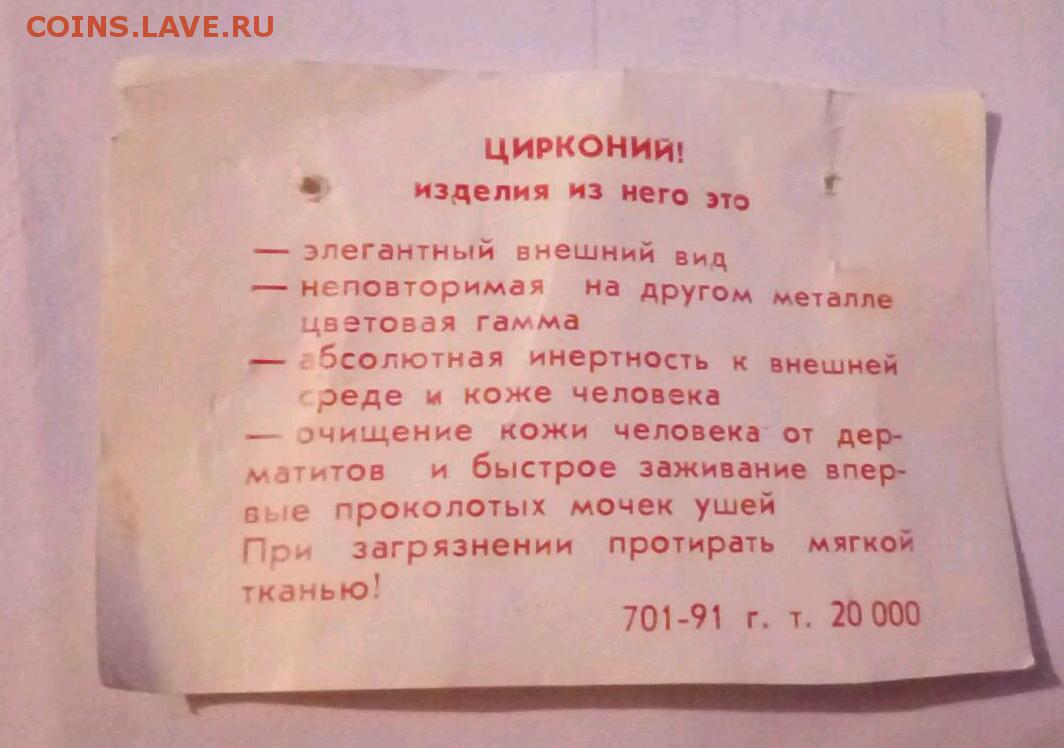 COINS.LAVE.RU
ЦИРКОНИЙ!
изделия из него это
— элегантный внешний вид
— неповторимая на другом металле
цветовая гамма
— абсолютная инертность к внешней
среде и коже человека
— очищение кожи человека от дер-
матитов и быстрое заживание впер-
вые проколотых мочек ушей
При загрязнении протирать мягкой
тканью!
701-91 г. т. 20 000